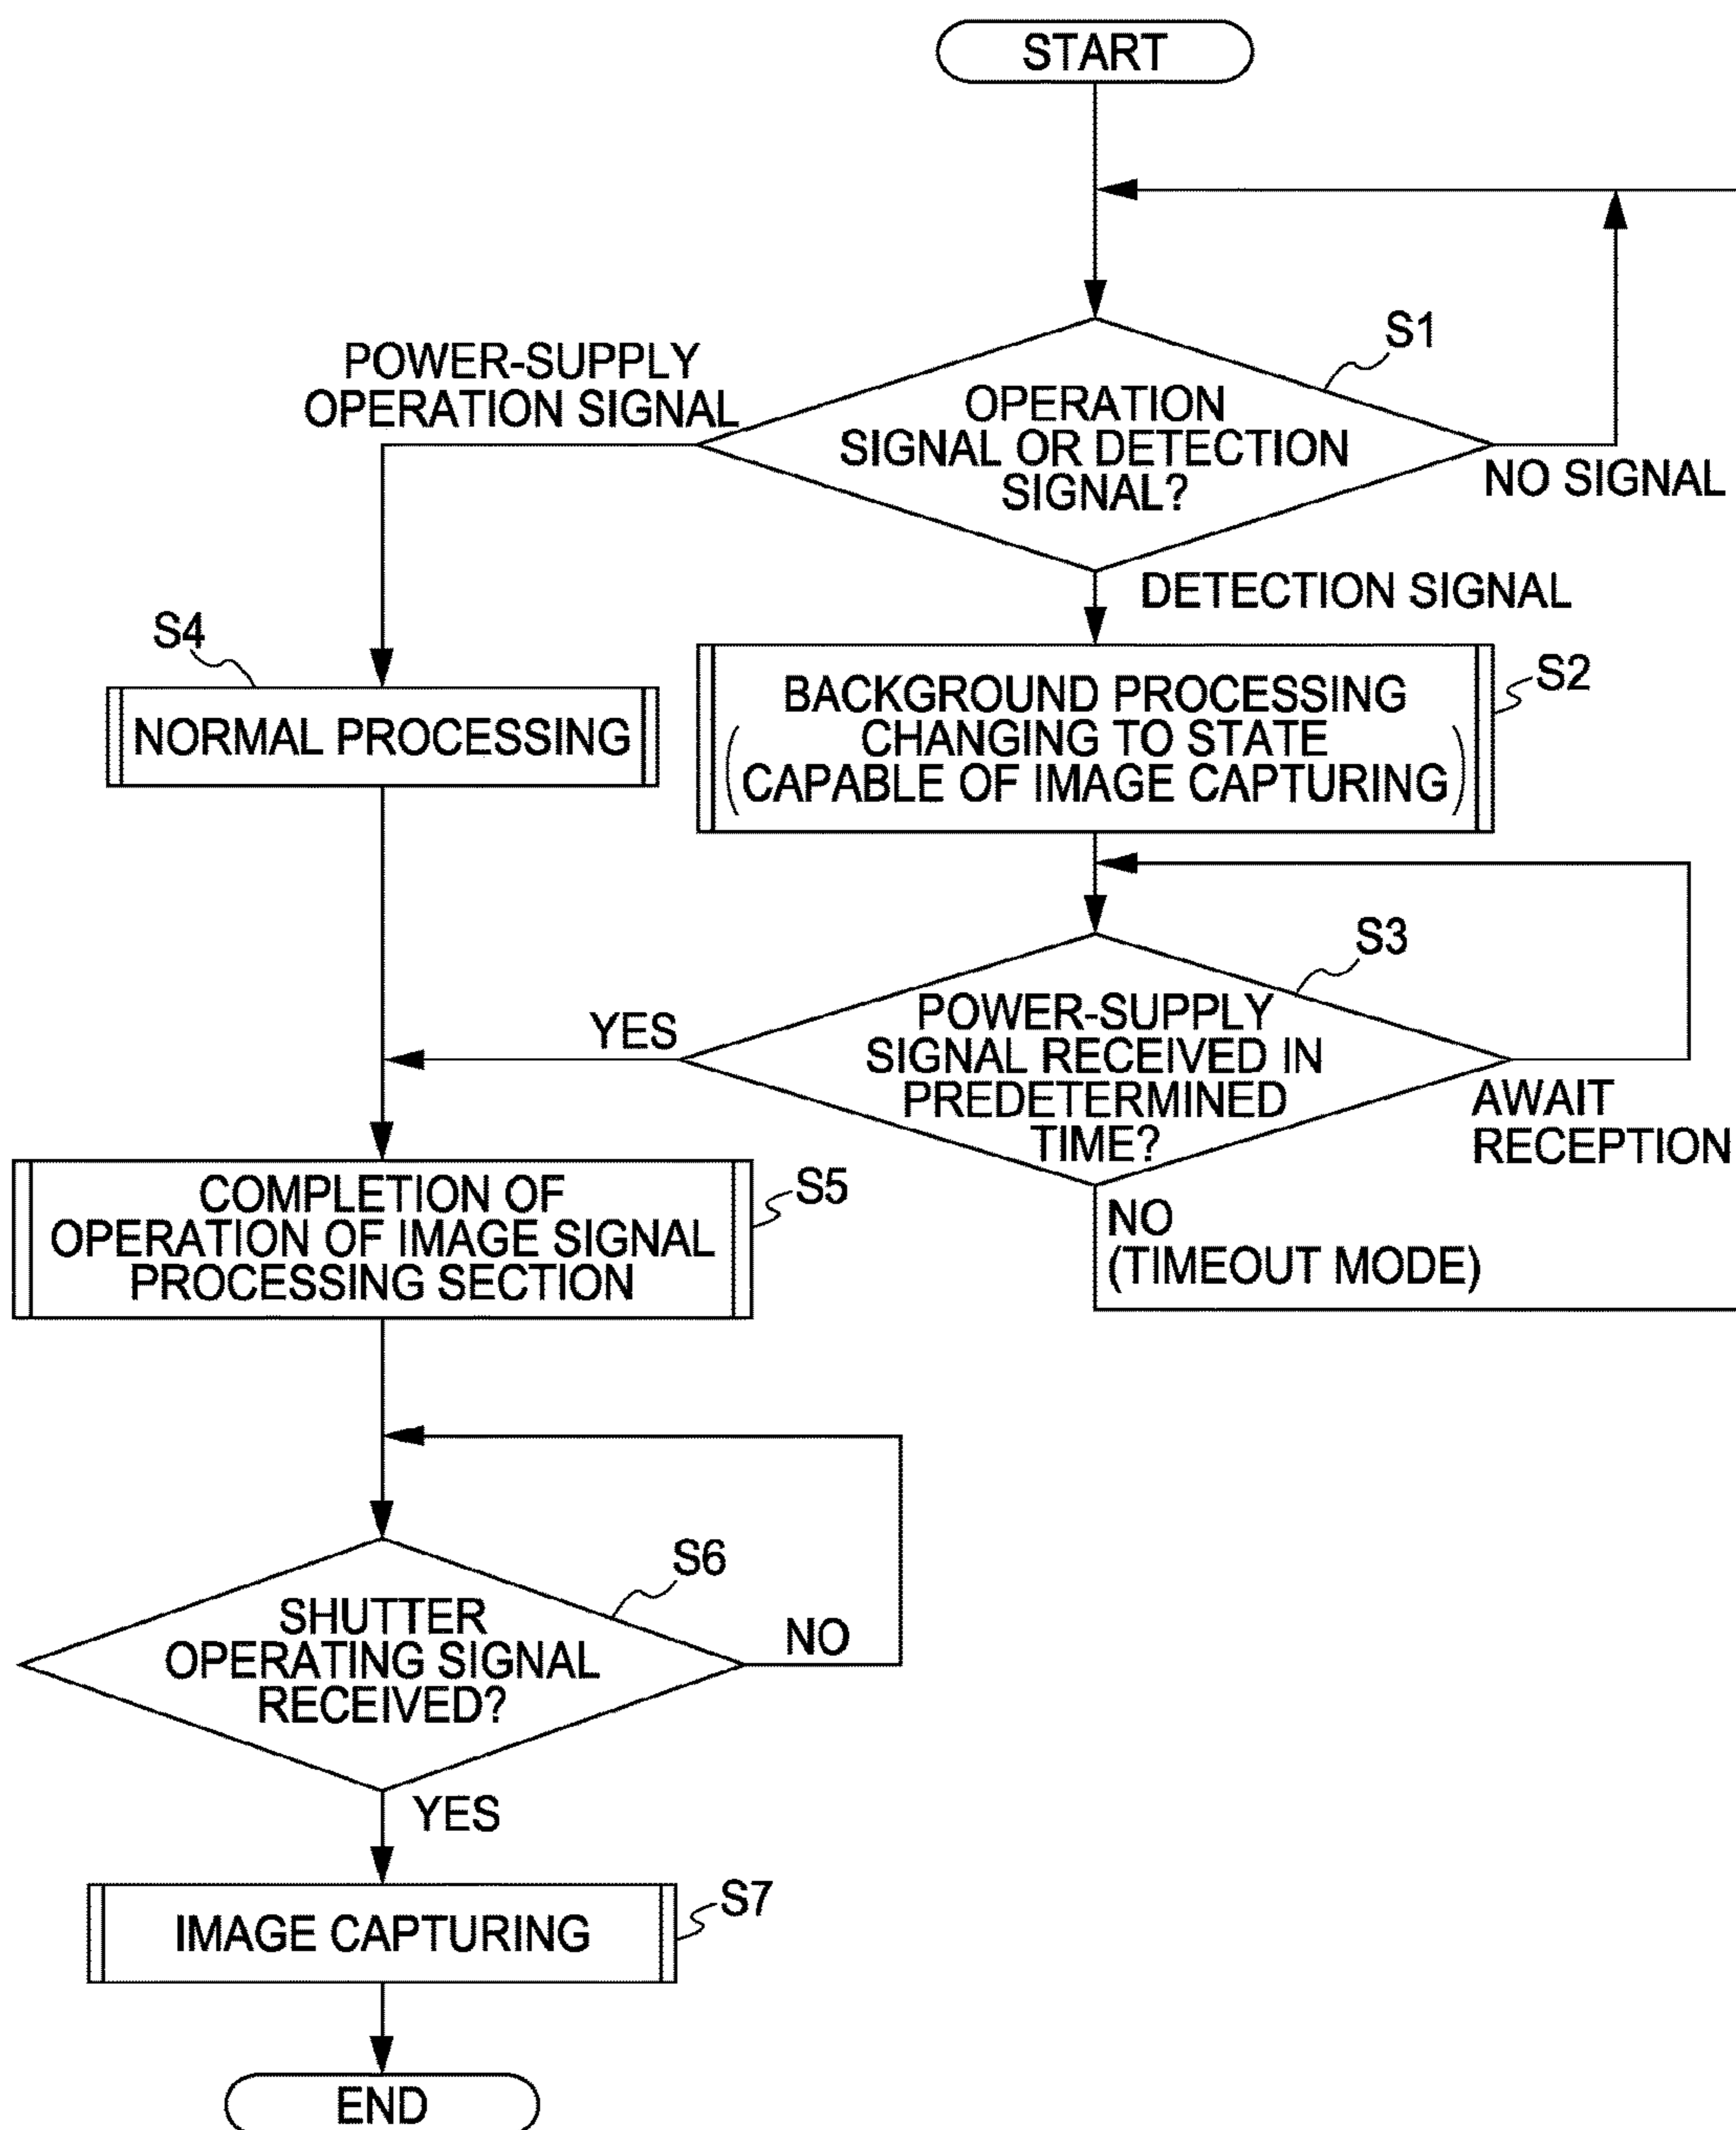 START
S1
POWER-SUPPLY
OPERATION SIGNAL
OPERATION
SIGNAL OR DETECTION
SIGNAL?
NO SIGNAL
DETECTION SIGNAL
S4
NORMAL PROCESSING
S2
BACKGROUND PROCESSING
(CHANGING TO STATE
CAPABLE OF IMAGE CAPTURING)
S3
YES
POWER-SUPPLY
SIGNAL RECEIVED IN
PREDETERMINED
TIME?
AWAIT
RECEPTION
NO
(TIMEOUT MODE)
S5
COMPLETION OF
OPERATION OF IMAGE SIGNAL
PROCESSING SECTION
S6
SHUTTER
OPERATING SIGNAL
RECEIVED?
NO
YES
S7
IMAGE CAPTURING
END